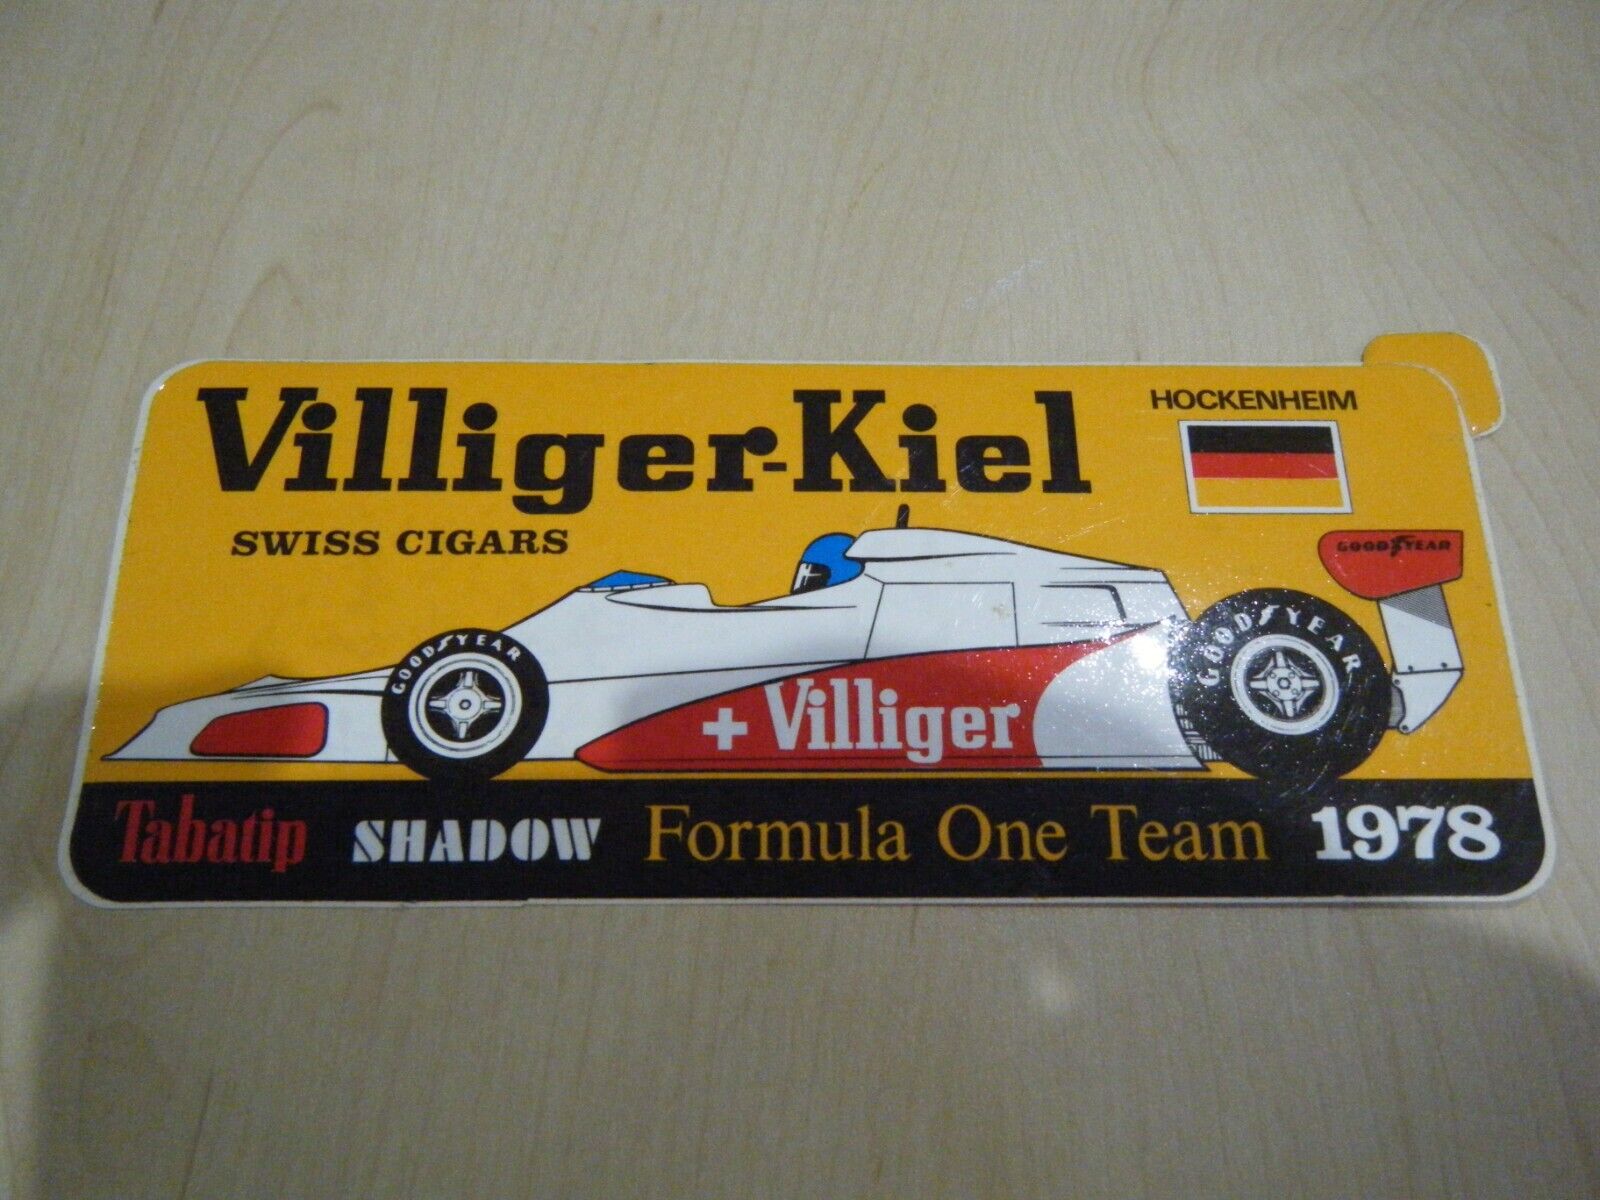 Villiger-Kiel
HOCKENHEIM
SWISS CIGARS
GOODYEAR
GOODYEAR
GOODYEAR
+ Villiger
Tabatip SHADOW Formula One Team 1978